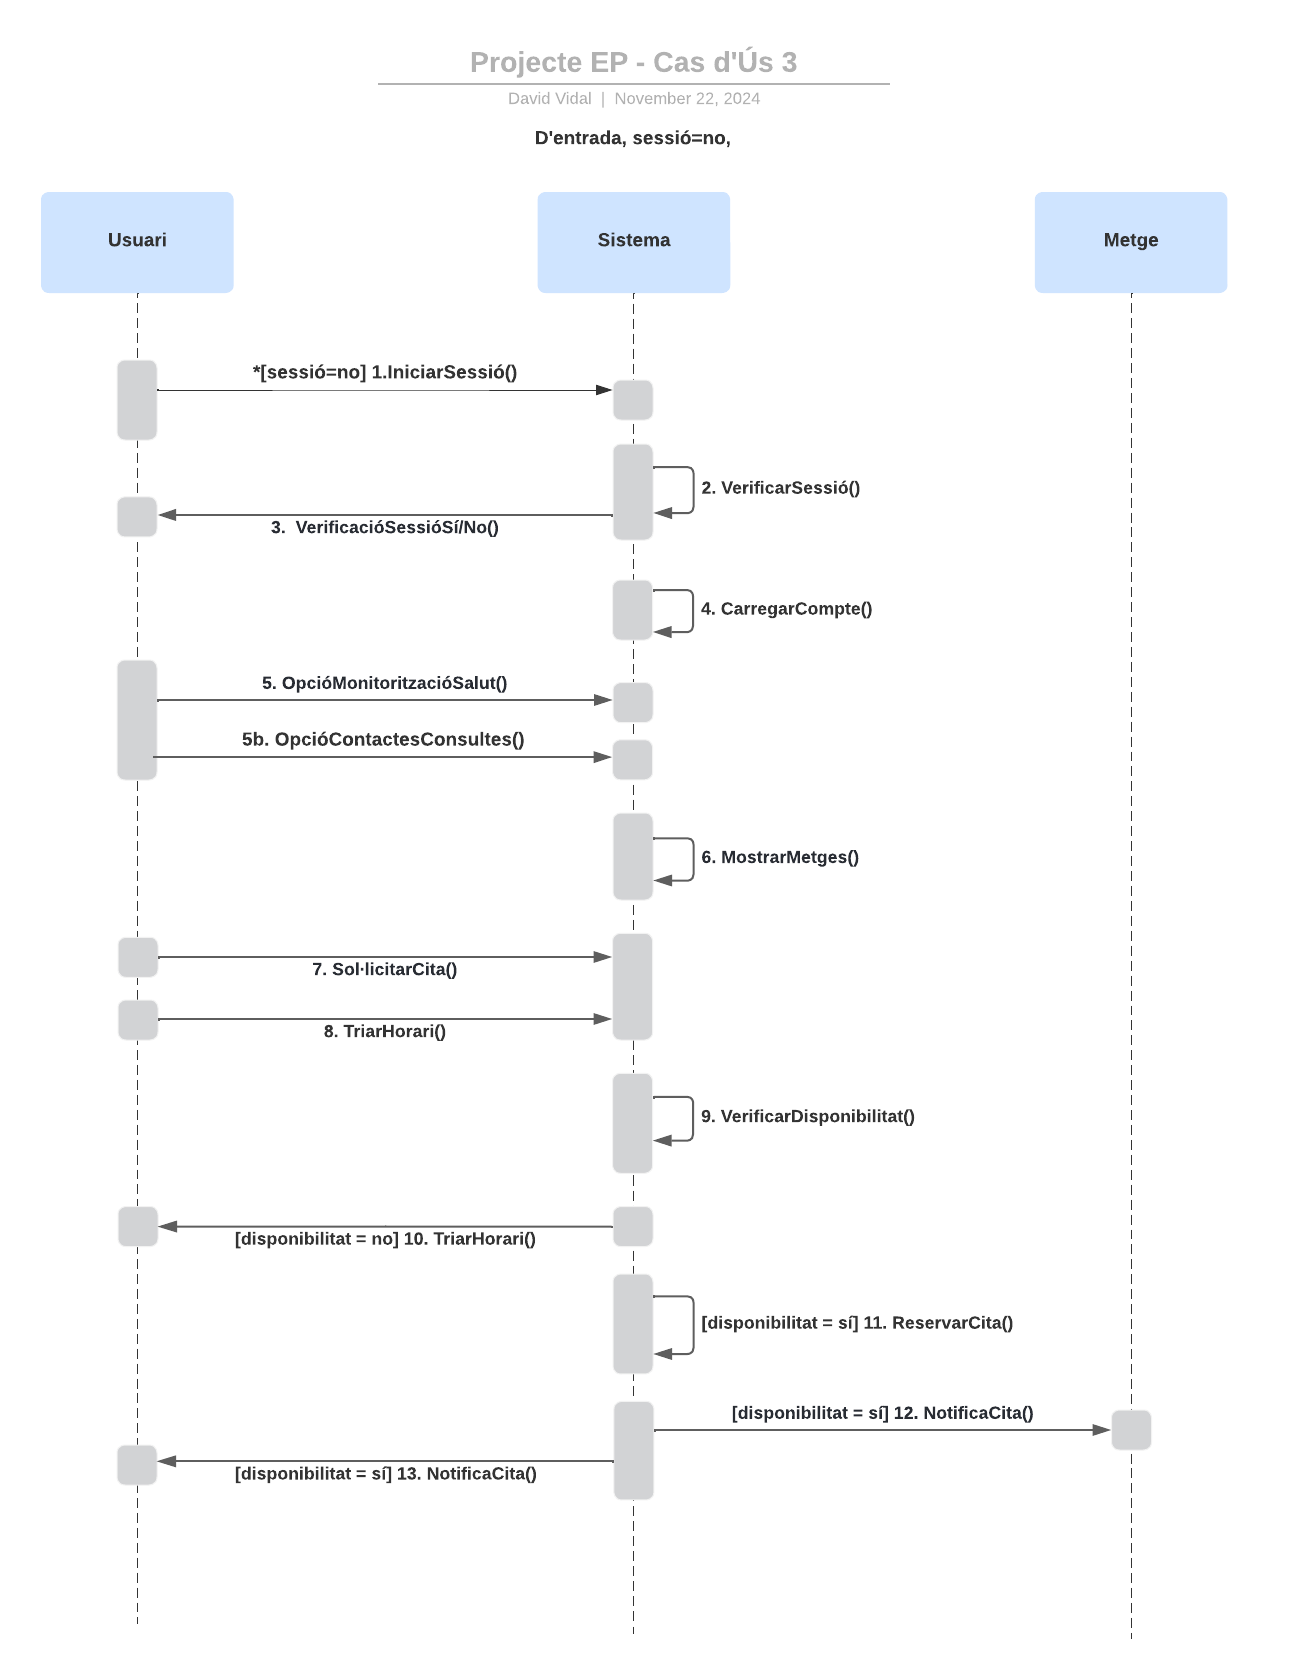 Projecte EP - Cas d'Ús 3
David Vidal | November 22, 2024
D'entrada, sessió=no,
Usuari
Sistema
Metge
*[sessió=no] 1.IniciarSessió()
2. VerificarSessió()
3. VerificacióSessióSí/No()
4. CarregarCompte()
5. OpcióMonitoritzacióSalut()
5b. OpcióContactesConsultes()
6. MostrarMetges()
7. Sol·licitarCita()
8. TriarHorari()
9. VerificarDisponibilitat()
[disponibilitat = no] 10. TriarHorari()
[disponibilitat = sí] 11. ReservarCita()
[disponibilitat = sí] 12. NotificaCita()
[disponibilitat = sí] 13. NotificaCita()